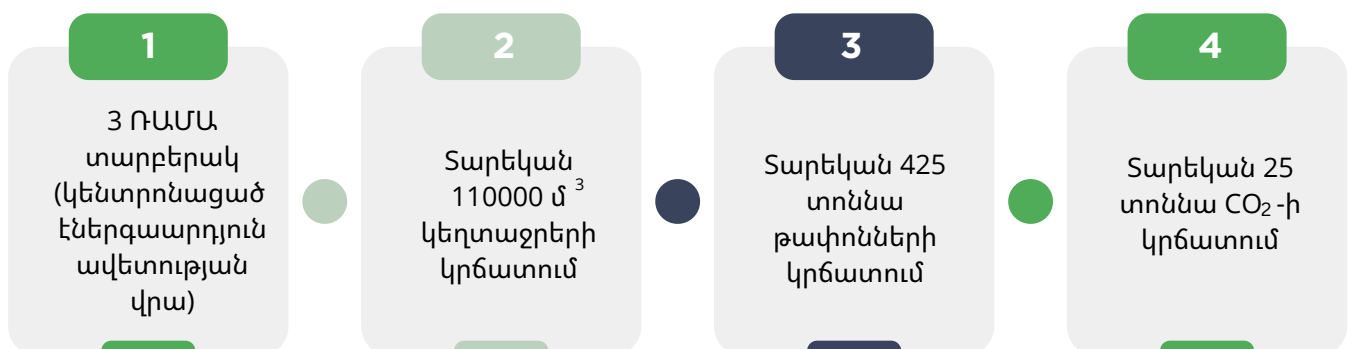 1
3 ՌԱՄԱ
տարբերակ
(կենտրոնացած
էներգաարդյուն
ավետության
վրա)
2
Տարեկան
110000 մ ³
կեղտաջրերի
կրճատում
3
Տարեկան 425
տոննա
թափոնների
կրճատում
4
Տարեկան 25
տոննա CO₂ -ի
կրճատում